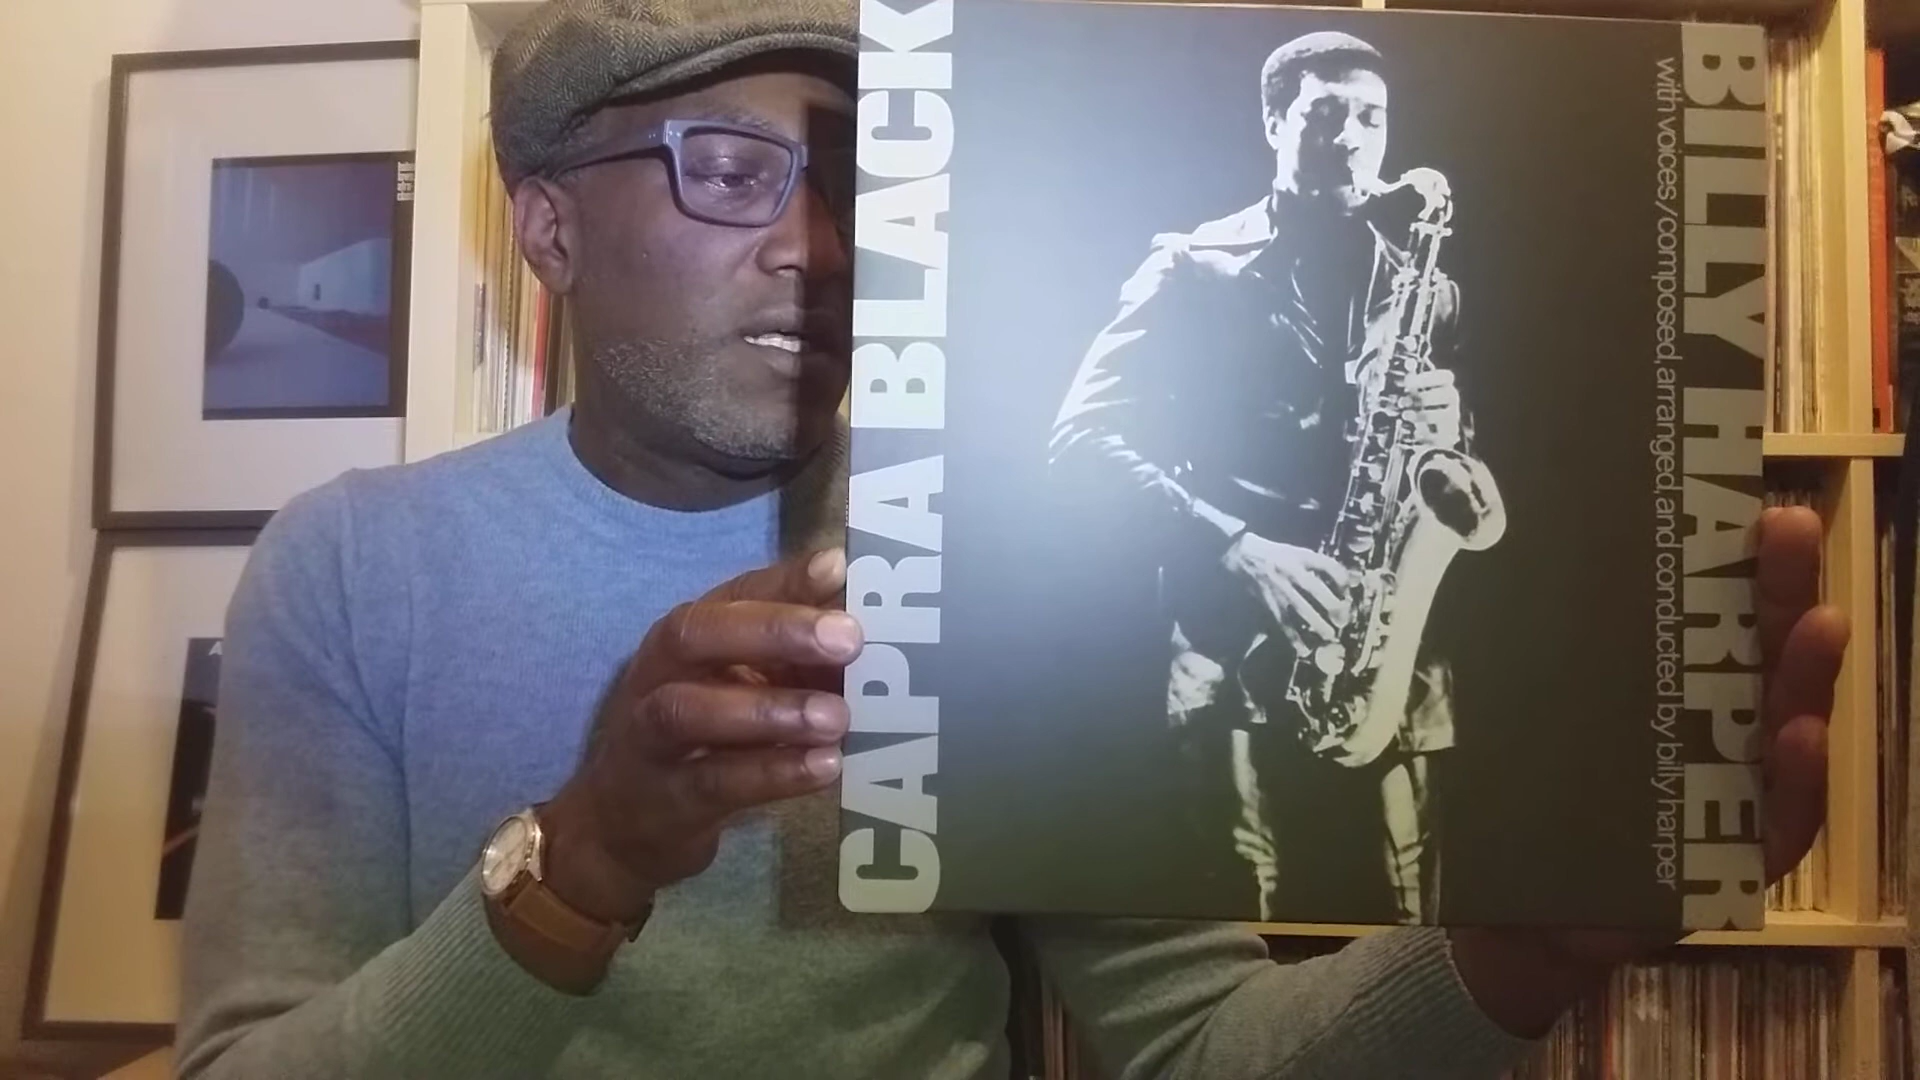 CAPRA BLACK
BILLY HARPER
with voices/composed, arranged, and conducted by billy harper